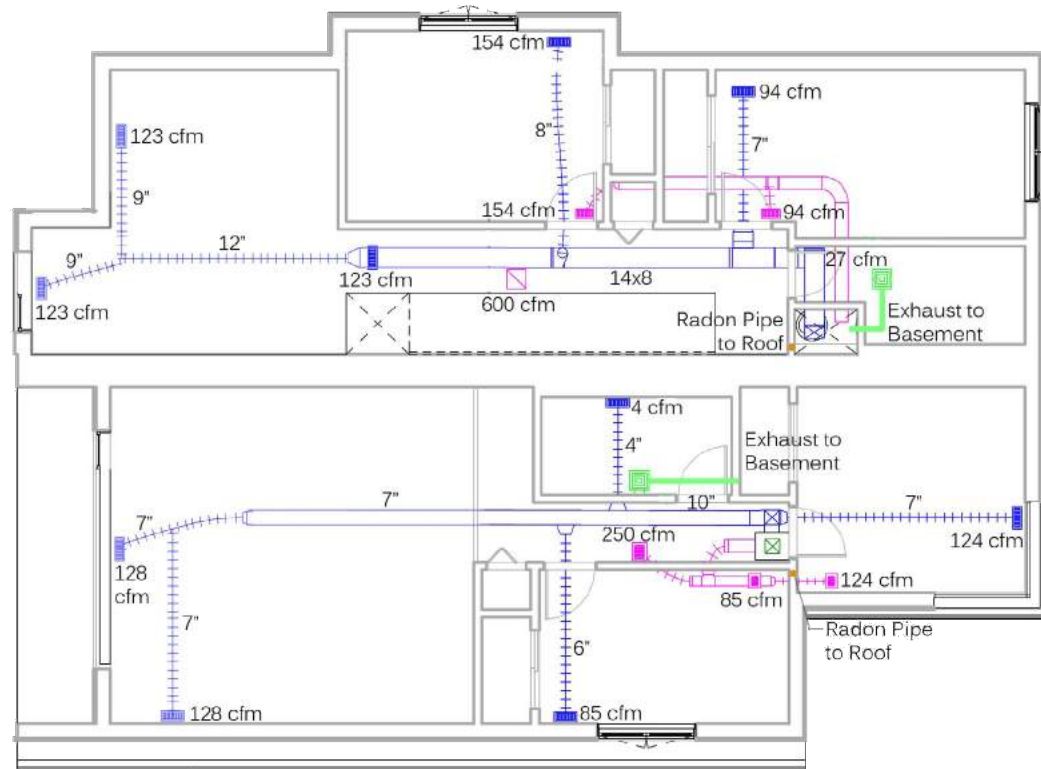 154 cfm
123 cfm
94 cfm
8”
7”
9”
154 cfm
94 cfm
12”
9”
123 cfm
14x8
27 cfm
123 cfm
600 cfm
Radon Pipe
to Roof
Exhaust to
Basement
4 cfm
4”
Exhaust to
Basement
7”
10”
7”
7”
250 cfm
124 cfm
128
cfm
85 cfm
124 cfm
7”
6”
Radon Pipe
to Roof
128 cfm
85 cfm